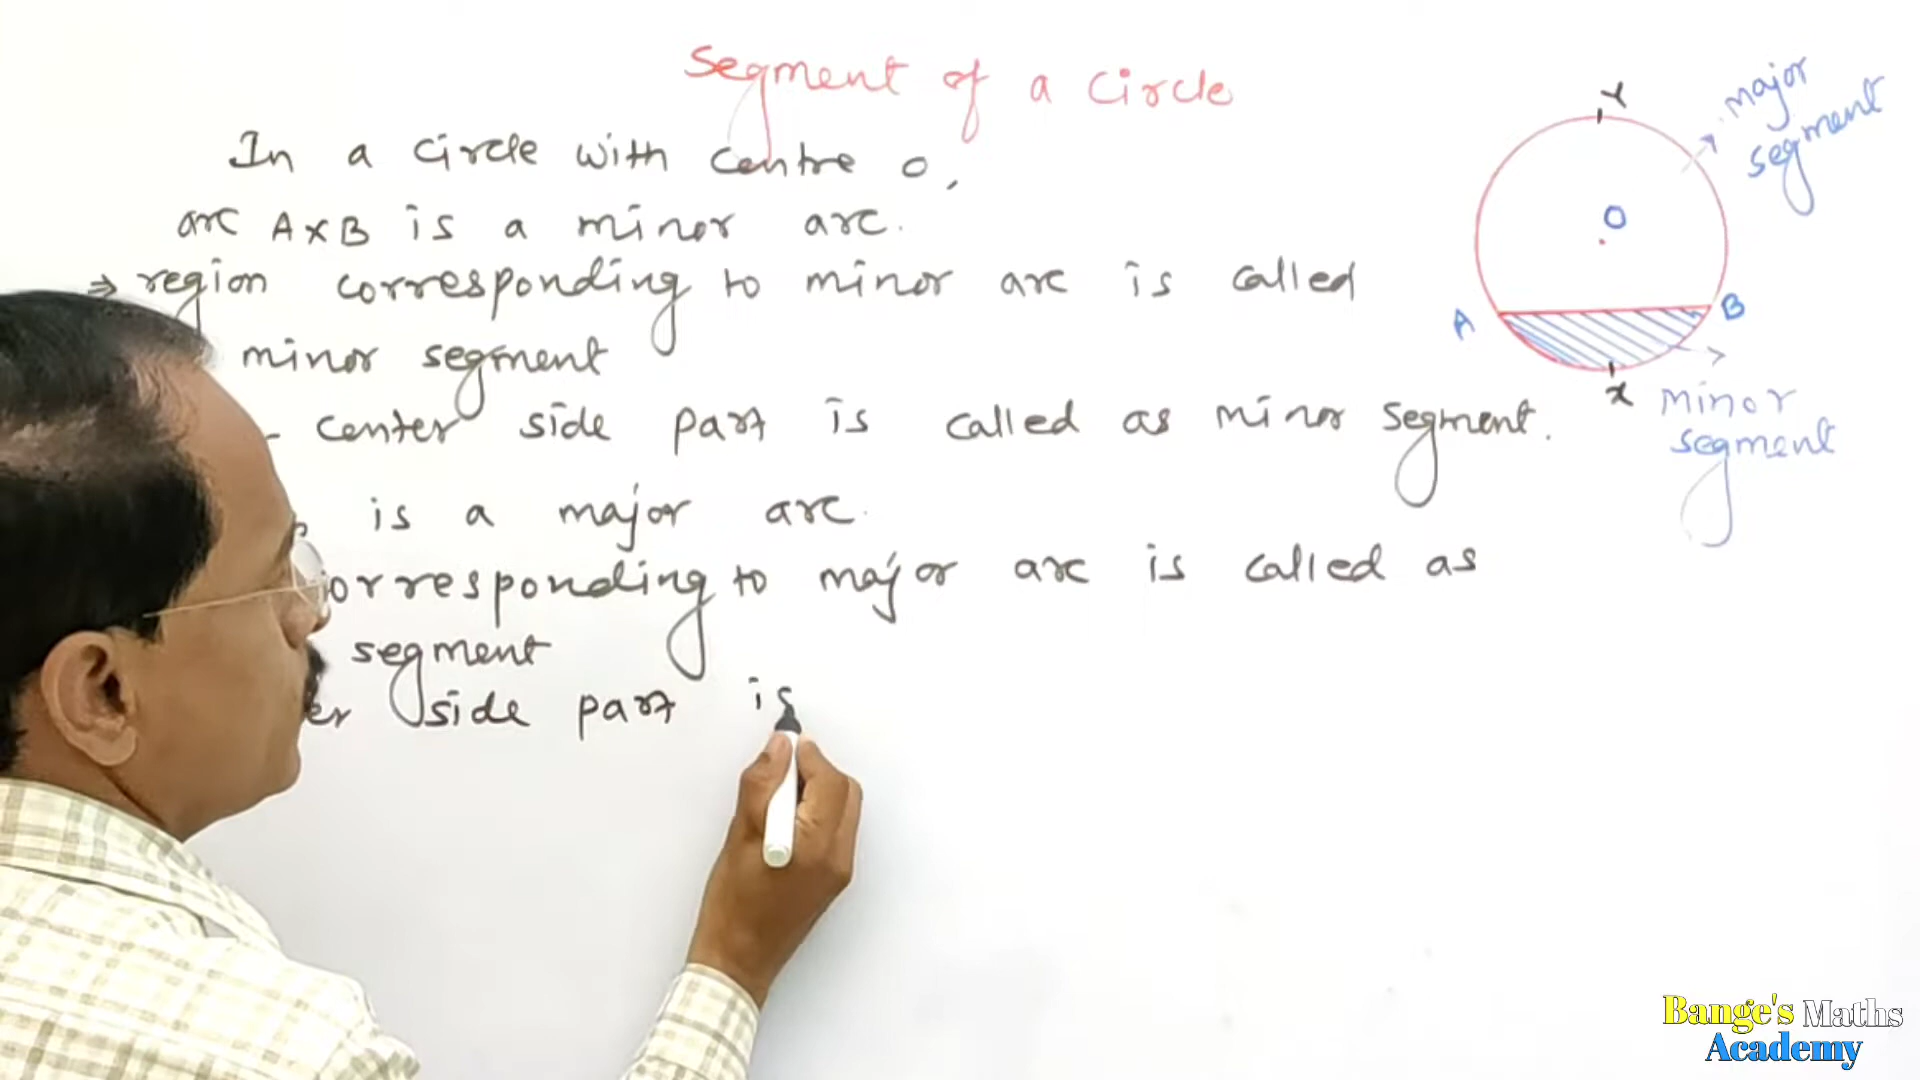 Segment of a circle
In a circle with centre O,
arc AXB is a minor arc.
⇒ region corresponding to minor arc is called
minor segment
- center side part is called as minor segment.
is a major arc.
orresponding to major arc is called as
segment
er side part is
Y
major
segment
O
A
B
X
minor
segment
Bange's Maths
Academy